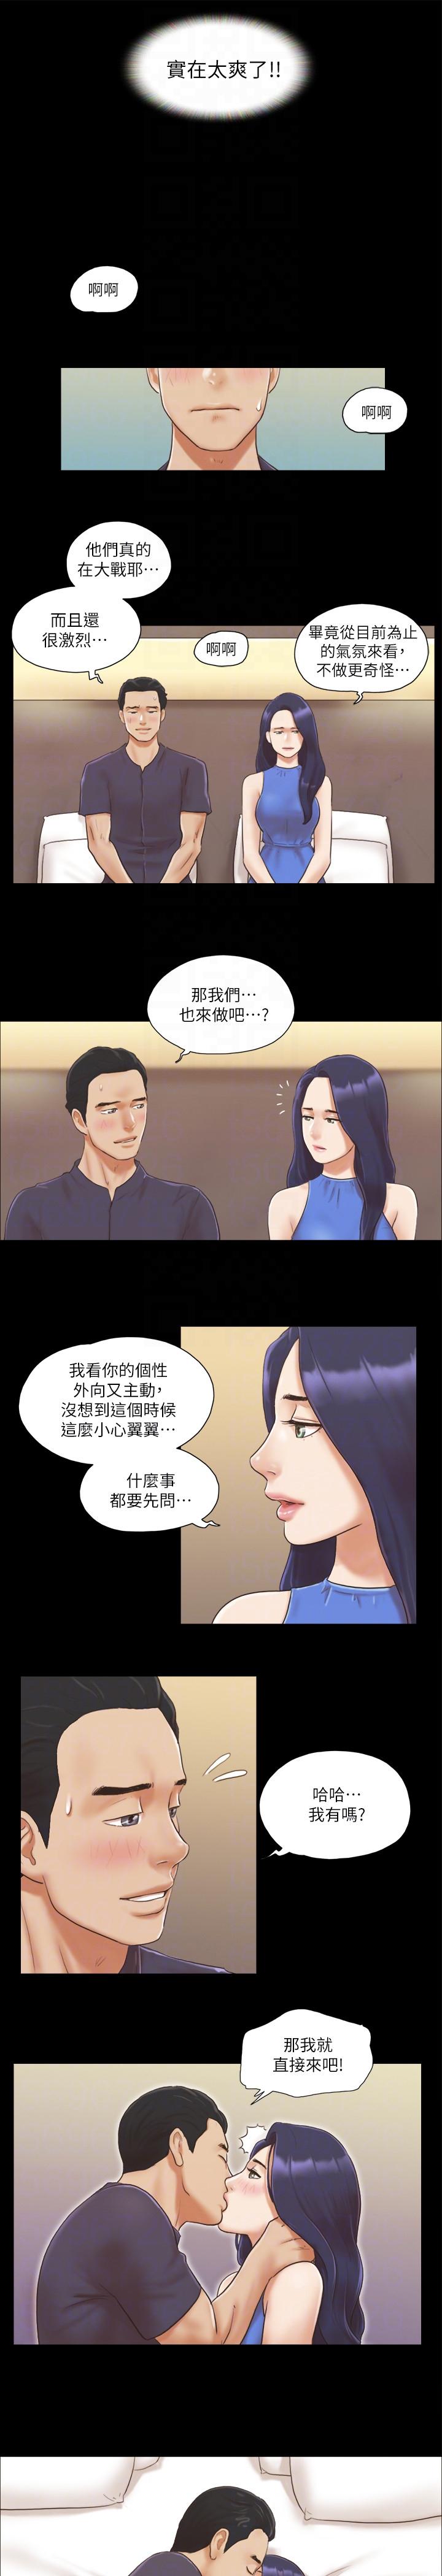 實在太爽了!!
啊啊
啊啊
他們真的
在大戰耶…
而且還
很激烈…
啊啊
畢竟從目前為止
的氣氛來看,
不做更奇怪…
那我們…
也來做吧…?
我看你的個性
外向又主動,
沒想到這個時候
這麼小心翼翼…
什麼事
都要先問…
哈哈…
我有嗎?
那我就
直接來吧!